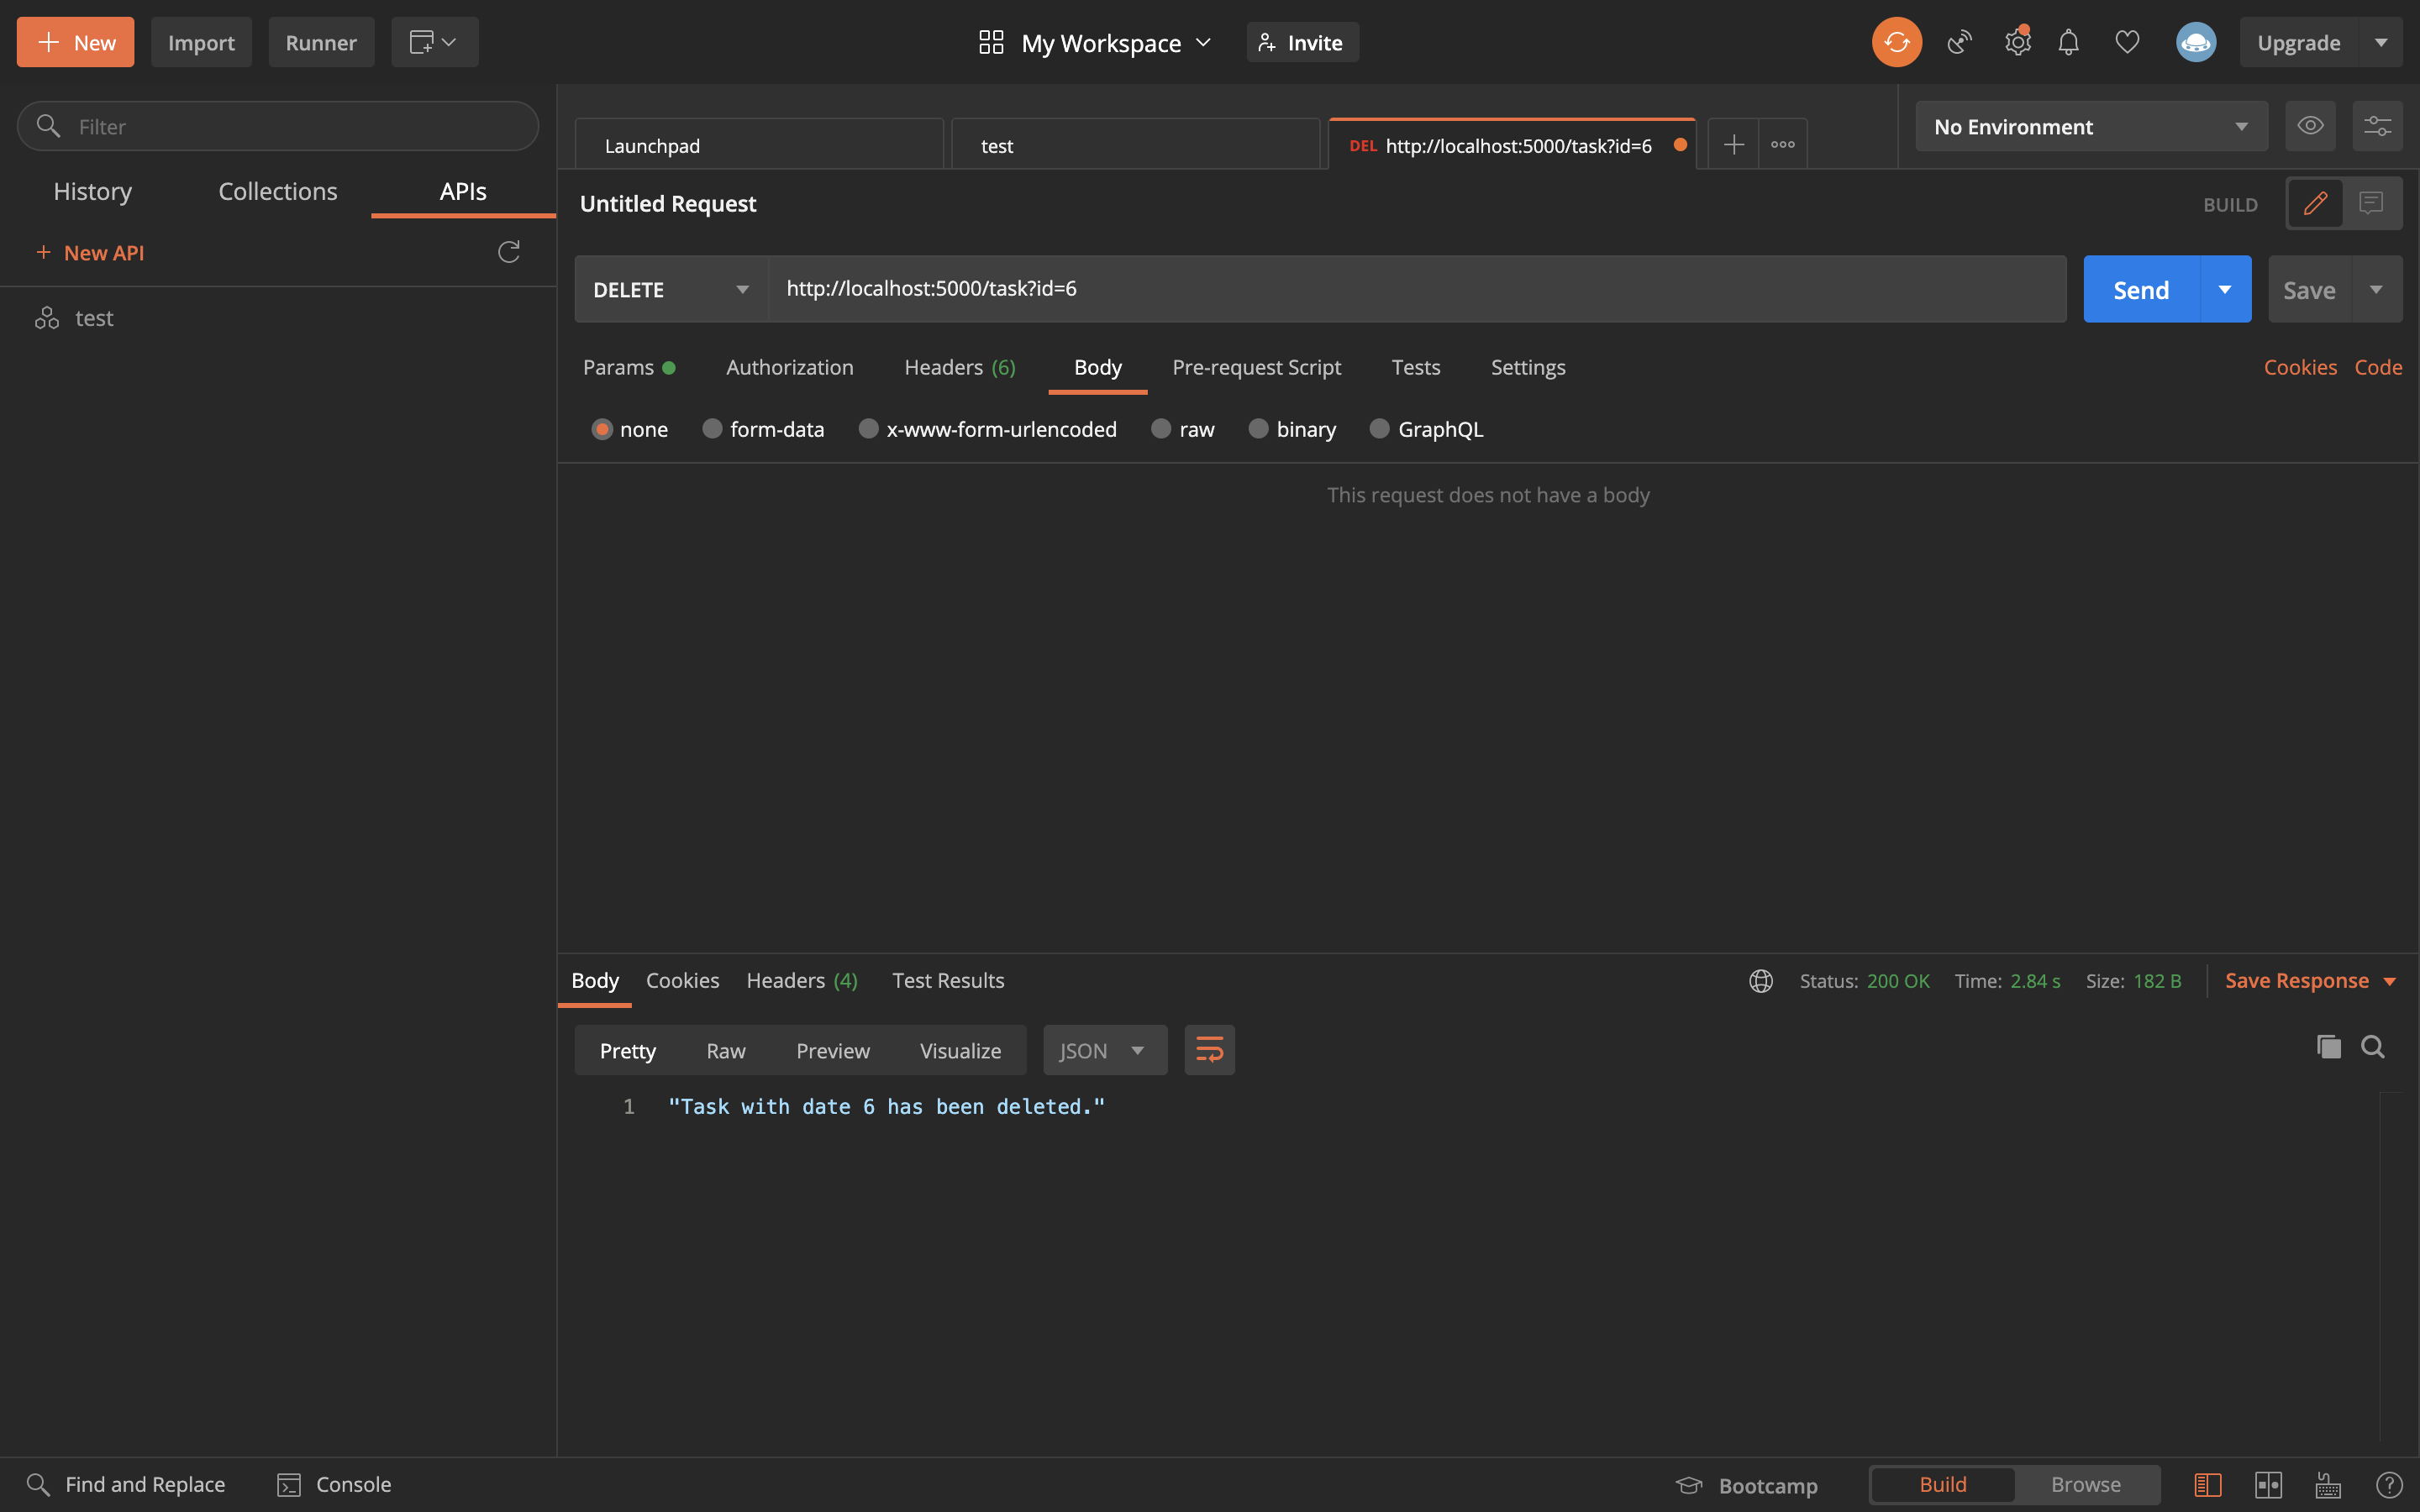 New Import Runner My Workspace Invite Upgrade
Filter
Launchpad test DEL http://localhost:5000/task?id=6 No Environment
History Collections APIs
Untitled Request BUILD
New API
DELETE http://localhost:5000/task?id=6 Send Save
test
Params Authorization Headers (6) Body Pre-request Script Tests Settings Cookies Code
none form-data x-www-form-urlencoded raw binary GraphQL
This request does not have a body
Body Cookies Headers (4) Test Results Status: 200 OK Time: 2.84 s Size: 182 B Save Response
Pretty Raw Preview Visualize JSON
1 "Task with date 6 has been deleted."
Find and Replace Console Bootcamp Build Browse